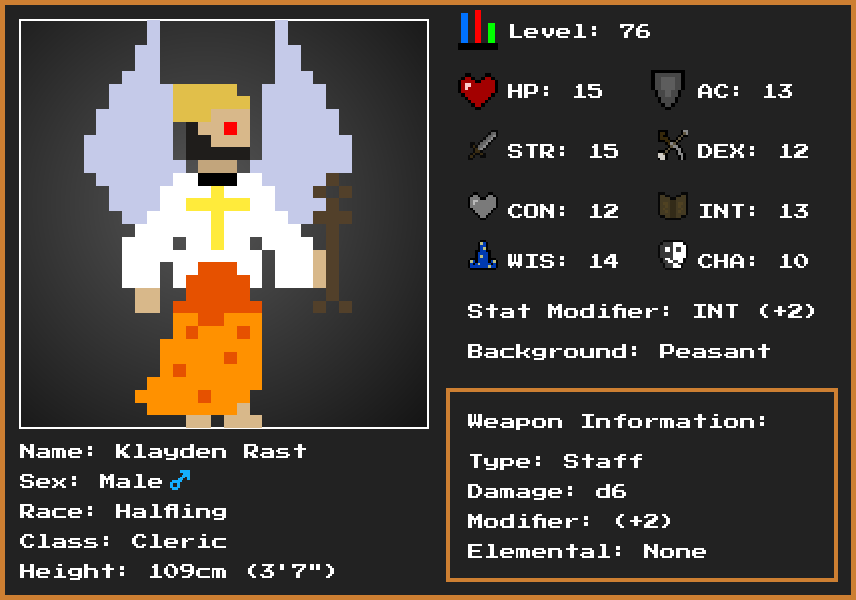 Level: 76
HP: 15
AC: 13
STR: 15
DEX: 12
CON: 12
INT: 13
WIS: 14
CHA: 10
Stat Modifier: INT (+2)
Background: Peasant
Name: Klayden Rast
Sex: Male ♂
Race: Halfling
Class: Cleric
Height: 109cm (3'7")
Weapon Information:
Type: Staff
Damage: d6
Modifier: (+2)
Elemental: None